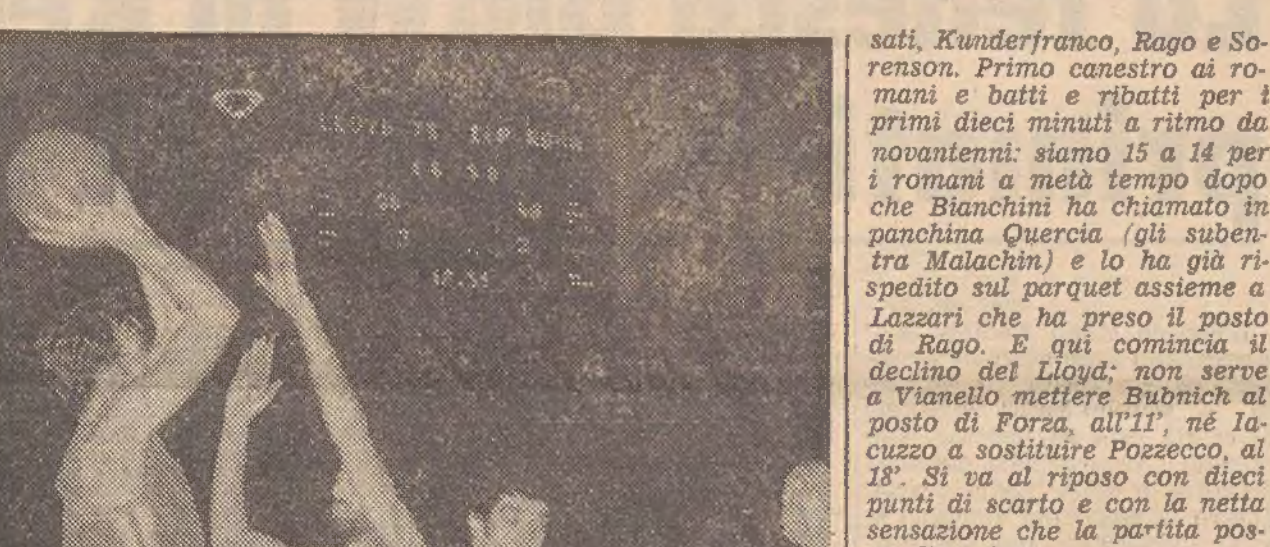 LLOYD TS SIP ROMA
sati, Kunderfranco, Rago e So-
renson. Primo canestro ai ro-
mani e batti e ribatti per i
primi dieci minuti a ritmo da
novantenni: siamo 15 a 14 per
i romani a metà tempo dopo
che Bianchini ha chiamato in
panchina Quercia (gli suben-
tra Malachin) e lo ha già ri-
spedito sul parquet assieme a
Lazzari che ha preso il posto
di Rago. E qui comincia il
declino del Lloyd; non serve
a Vianello mettere Bubnich al
posto di Forza, all'11', né Ia-
cuzzo a sostituire Pozzecco, al
18'. Si va al riposo con dieci
punti di scarto e con la netta
sensazione che la partita pos-